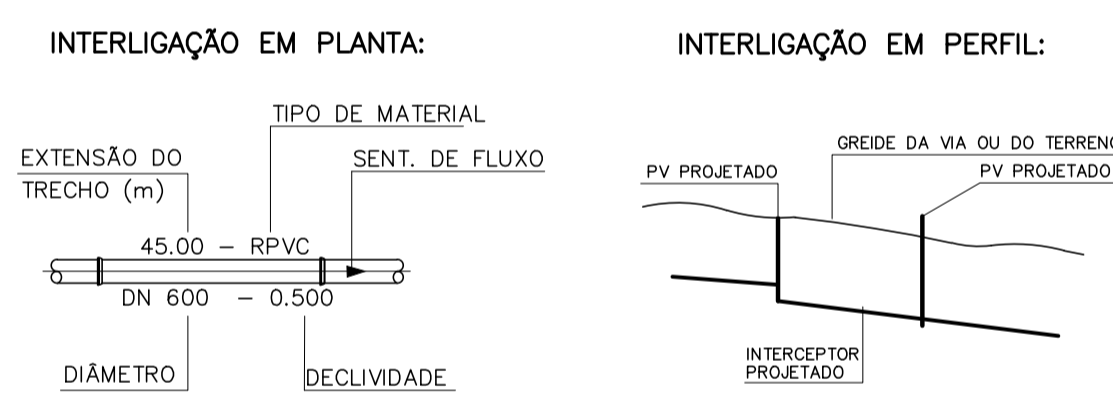 INTERLIGAÇÃO EM PLANTA:
TIPO DE MATERIAL
EXTENSÃO DO
TRECHO (m)
SENT. DE FLUXO
45.00 - RPVC
DN 600 - 0.500
DIÂMETRO
DECLIVIDADE
INTERLIGAÇÃO EM PERFIL:
GREIDE DA VIA OU DO TERRENO
PV PROJETADO
PV PROJETADO
INTERCEPTOR
PROJETADO